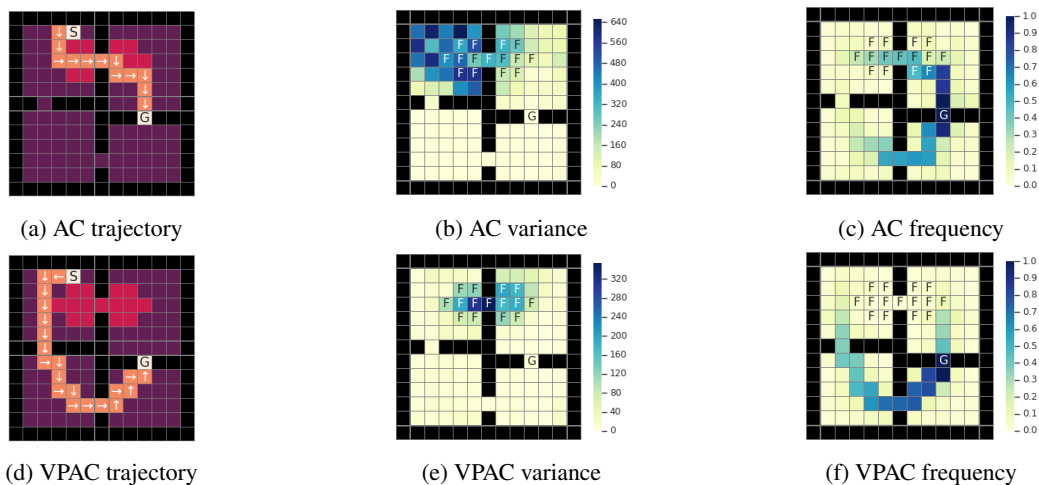 S
G
(a) AC trajectory
640
560
480
400
320
240
160
80
0
F F F F
F F F F F F F
F F F F
G
(b) AC variance
1.0
0.9
0.8
0.7
0.6
0.5
0.4
0.3
0.2
0.1
0.0
F F F F
F F F F F F F
F F F F
G
(c) AC frequency
S
G
(d) VPAC trajectory
320
280
240
200
160
120
80
40
0
F F F F
F F F F F F F
F F F F
G
(e) VPAC variance
1.0
0.9
0.8
0.7
0.6
0.5
0.4
0.3
0.2
0.1
0.0
F F F F
F F F F F F F
F F F F
G
(f) VPAC frequency